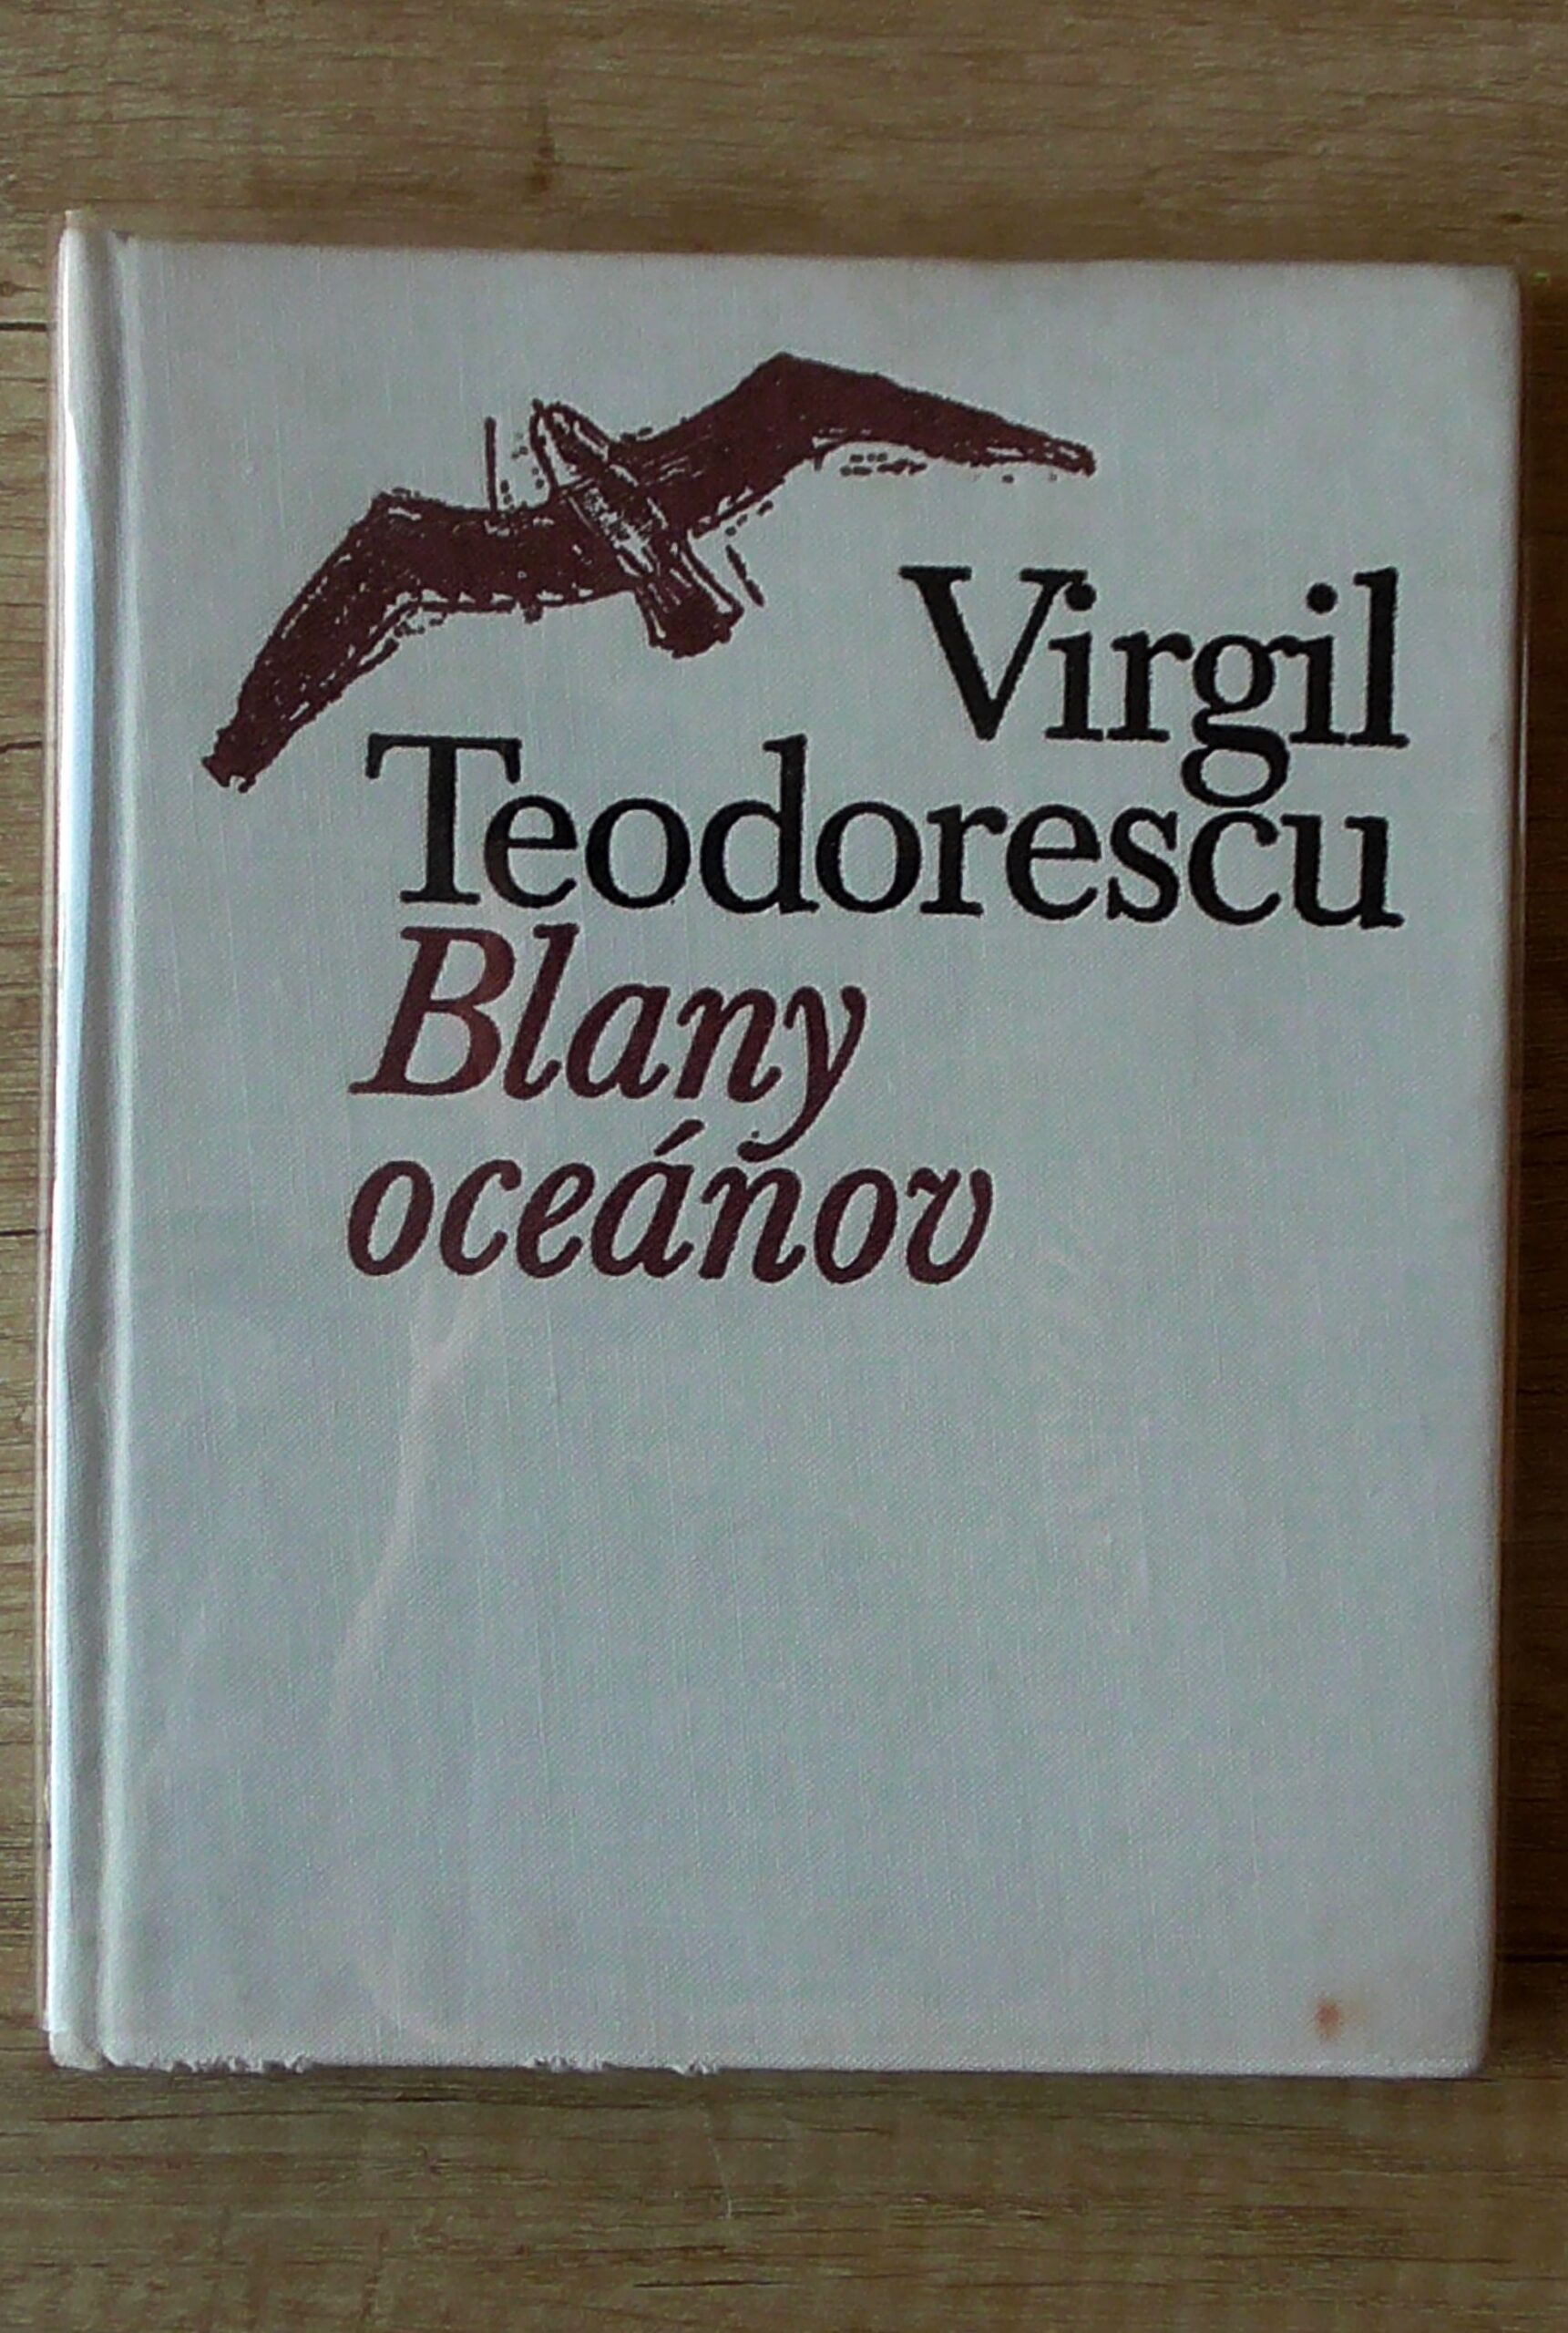 Virgil
Teodorescu
Blany
oceánov